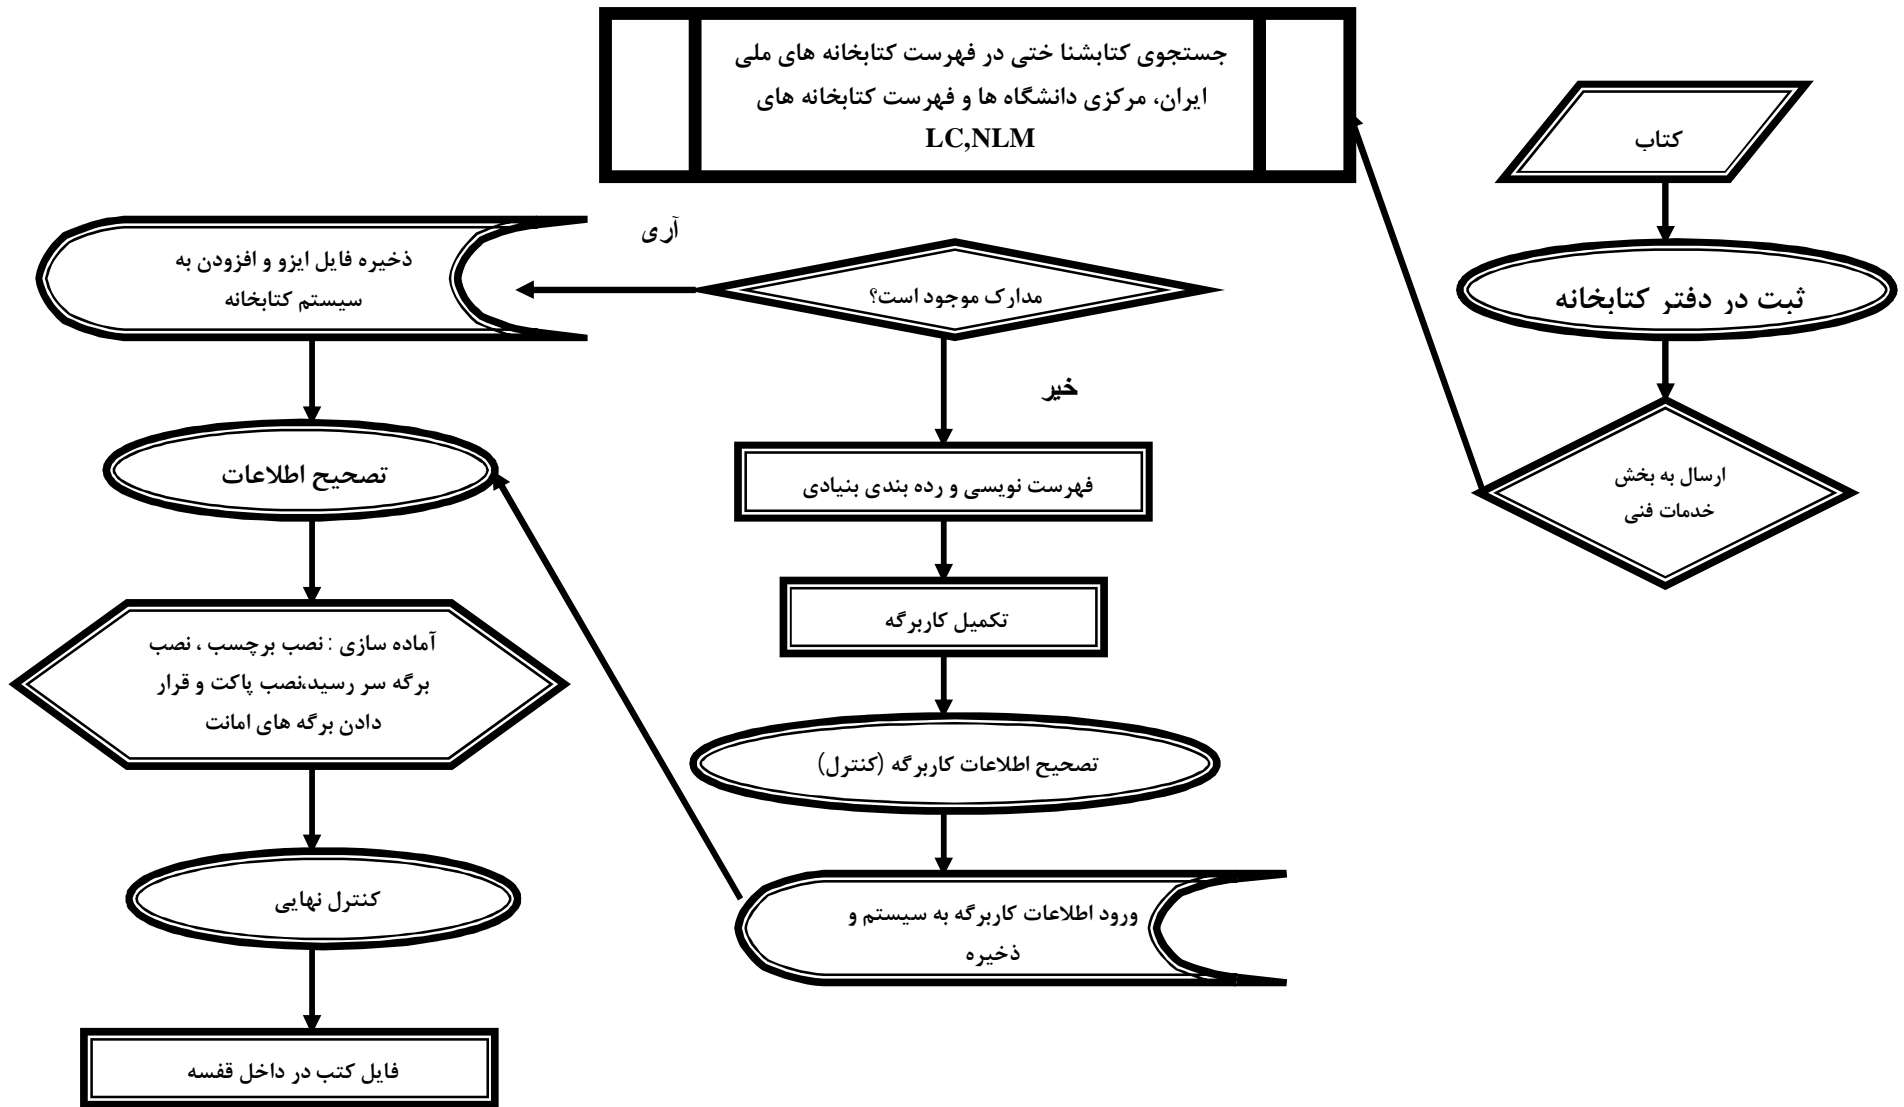 کتاب
ثبت در دفتر کتابخانه
ارسال به بخش
خدمات فنی
جستجوی کتابشنا ختی در فهرست کتابخانه های ملی
ایران، مرکزی دانشگاه ها و فهرست کتابخانه های
LC,NLM
مدارک موجود است؟
آری
خیر
فهرست نویسی و رده بندی بنیادی
تکمیل کاربرگه
تصحیح اطلاعات کاربرگه (کنترل)
ورود اطلاعات کاربرگه به سیستم و
ذخیره
ذخیره فایل ایزو و افزودن به
سیستم کتابخانه
تصحیح اطلاعات
آماده سازی : نصب برچسب ، نصب
برگه سر رسید،نصب پاکت و قرار
دادن برگه های امانت
کنترل نهایی
فایل کتب در داخل قفسه